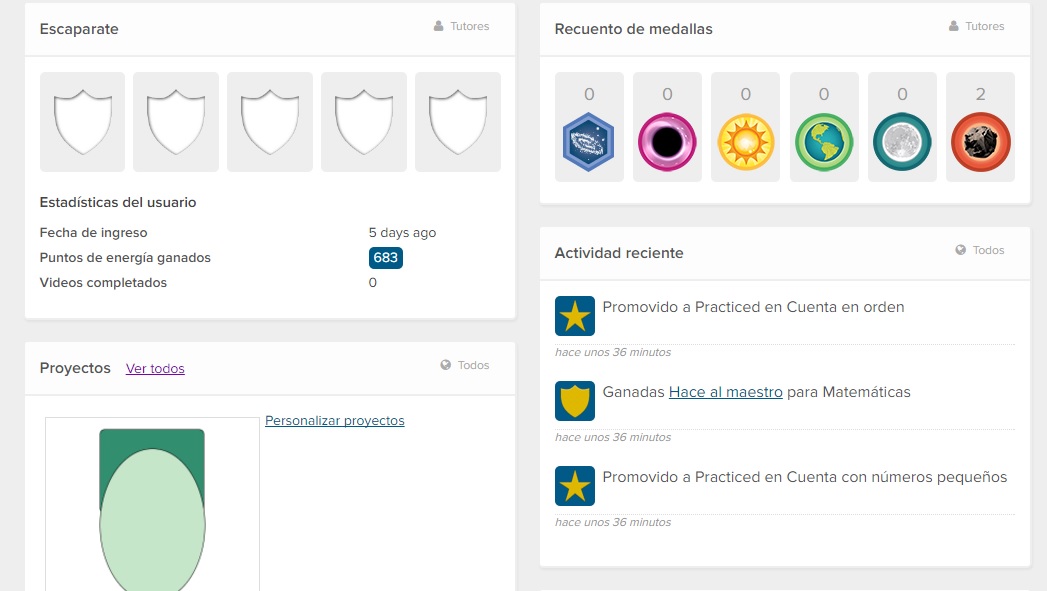 Escaparate
Tutores
Estadísticas del usuario
Fecha de ingreso 5 days ago
Puntos de energía ganados 683
Videos completados 0
Proyectos Ver todos
Todos
Personalizar proyectos
Recuento de medallas
Tutores
0 0 0 0 0 2
Actividad reciente
Todos
Promovido a Practiced en Cuenta en orden
hace unos 36 minutos
Ganadas Hace al maestro para Matemáticas
hace unos 36 minutos
Promovido a Practiced en Cuenta con números pequeños
hace unos 36 minutos